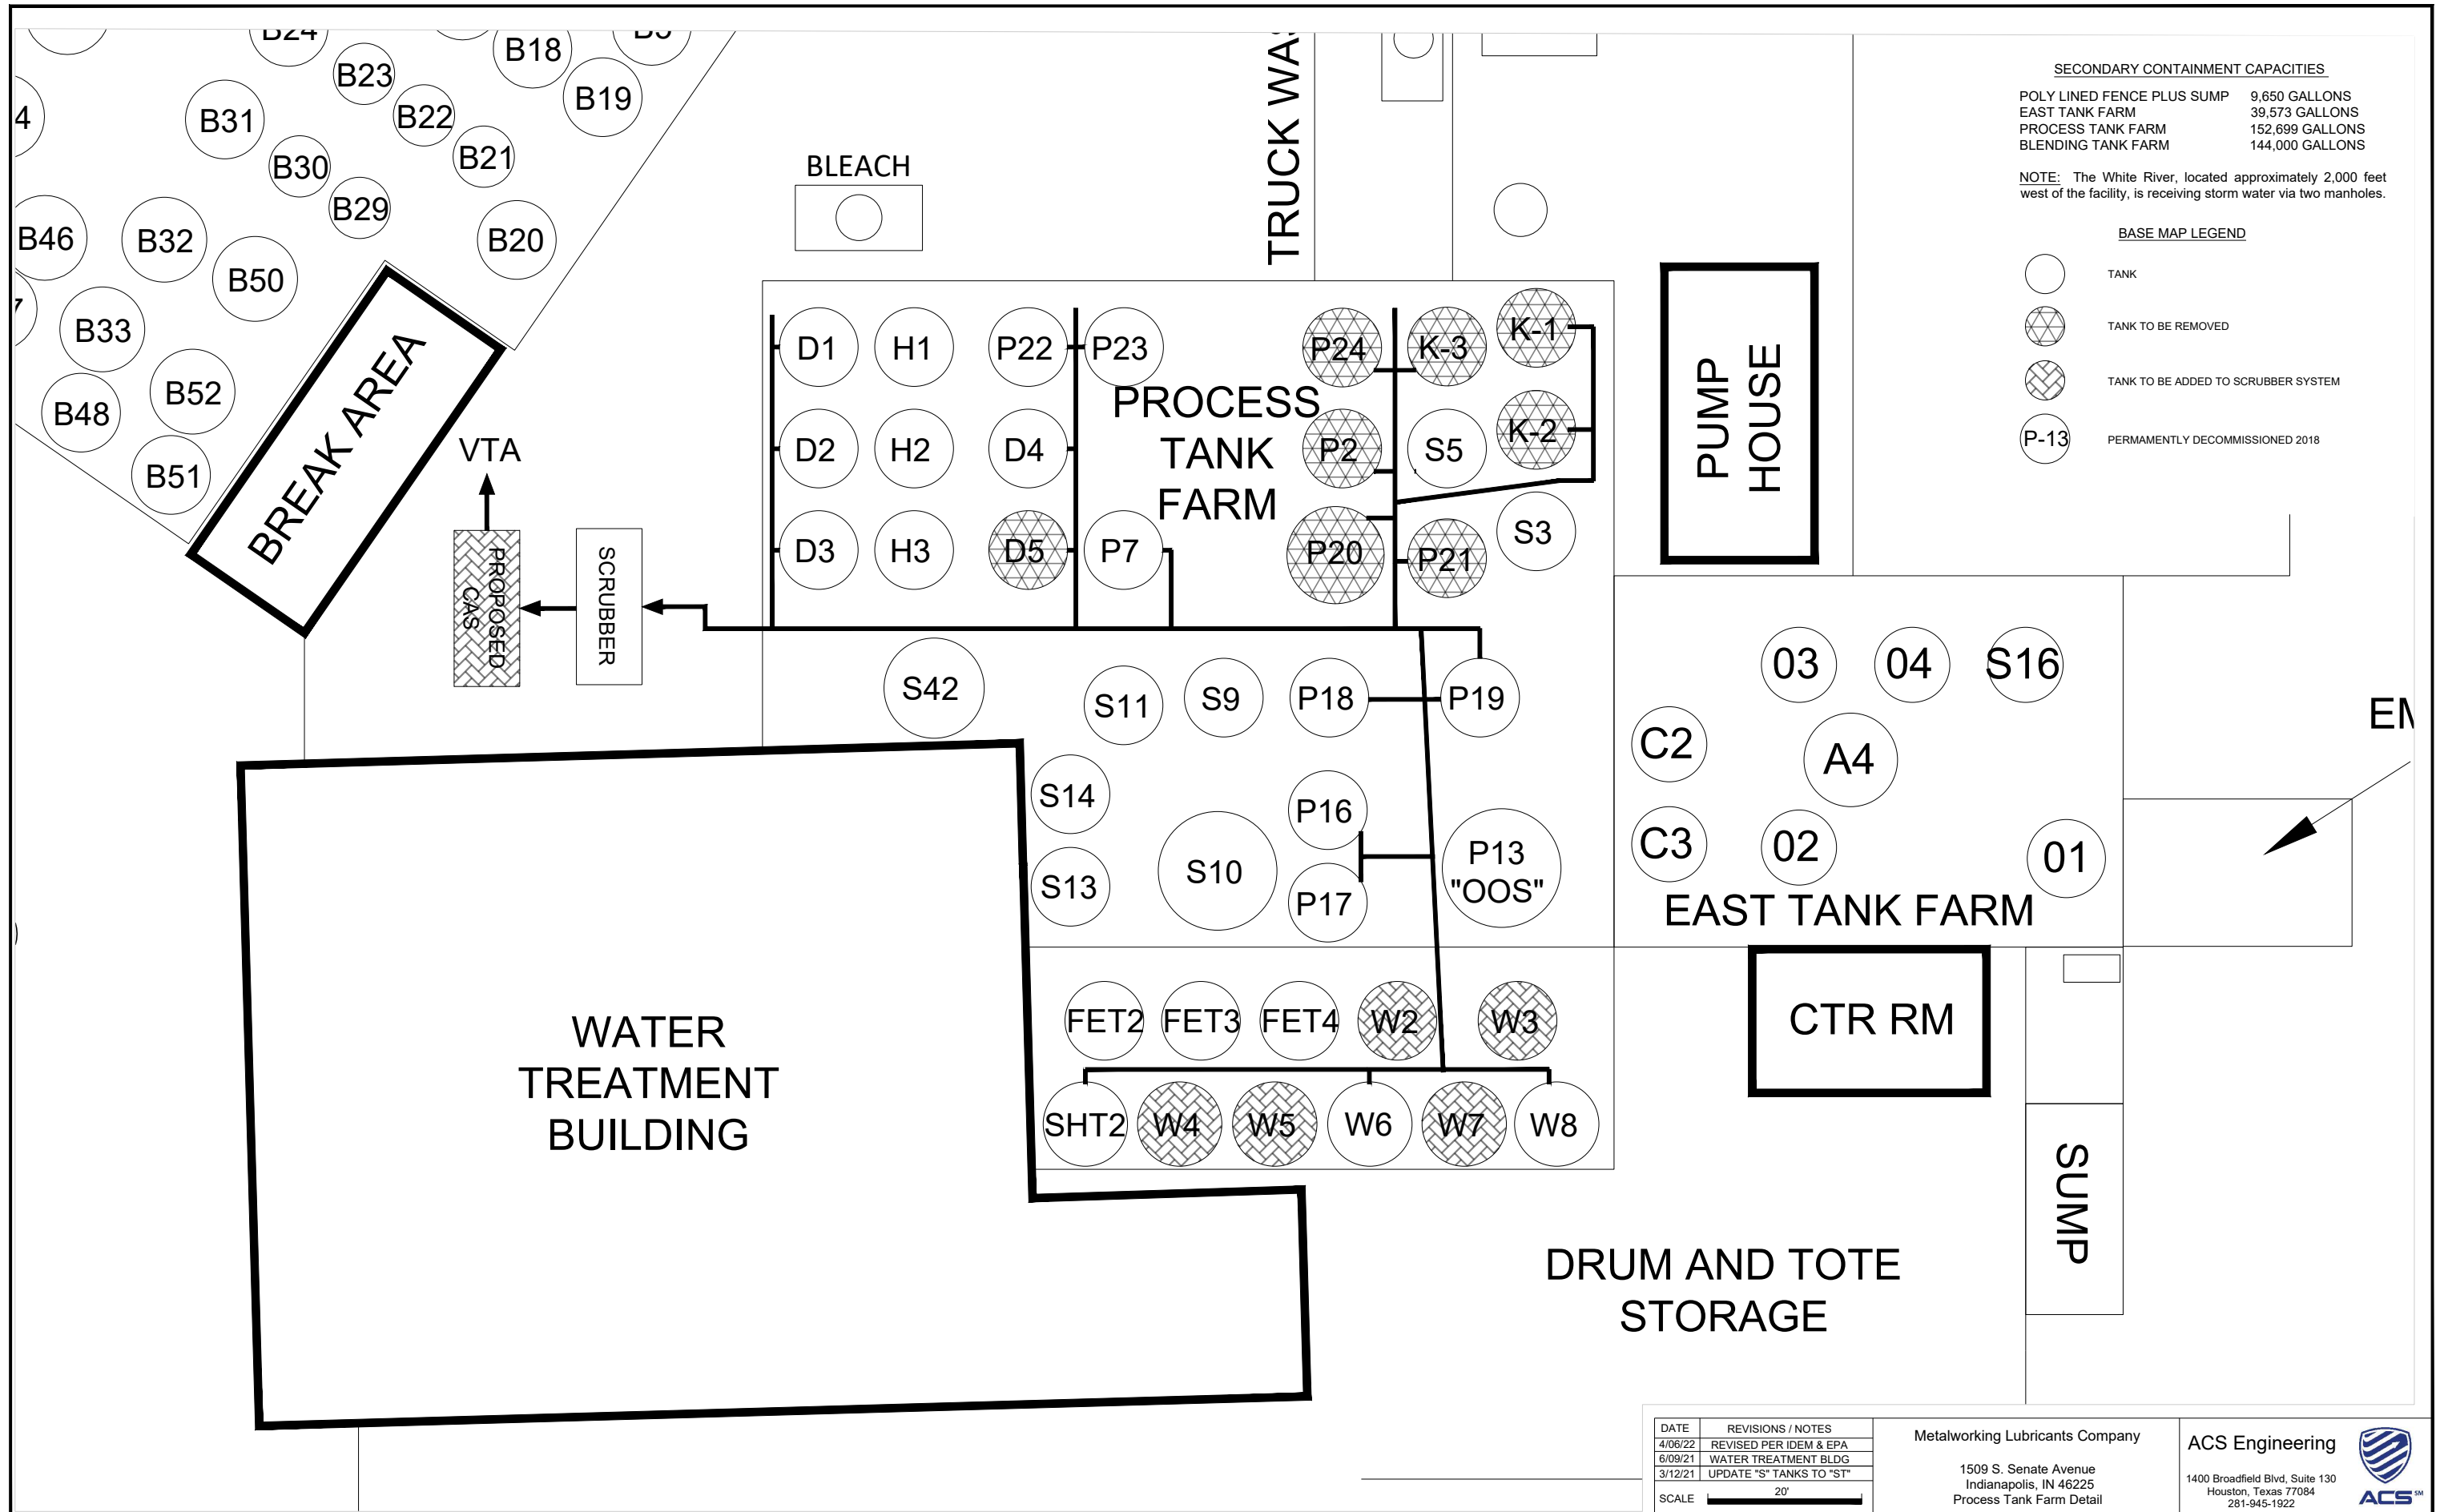 B24
B18
B23
B19
B31
B22
B21
B30
B29
B46
B32
B20
B50
B33
B52
B48
B51
BREAK AREA
BLEACH
TRUCK WAS
SECONDARY CONTAINMENT CAPACITIES
POLY LINED FENCE PLUS SUMP 9,650 GALLONS
EAST TANK FARM 39,573 GALLONS
PROCESS TANK FARM 152,699 GALLONS
BLENDING TANK FARM 144,000 GALLONS
NOTE: The White River, located approximately 2,000 feet
west of the facility, is receiving storm water via two manholes.
BASE MAP LEGEND
TANK
TANK TO BE REMOVED
TANK TO BE ADDED TO SCRUBBER SYSTEM
P-13 PERMAMENTLY DECOMMISSIONED 2018
D1 H1 P22 P23 P24 K-3 K-1
PROCESS
TANK
FARM
D2 H2 D4 P2 S5 K-2
D3 H3 D5 P7 P20 P21 S3
PUMP
HOUSE
VTA
PROPOSED
CAS
SCRUBBER
S42 S11 S9 P18 P19
S14 P16
S13 S10 P17
P13
"OOS"
03 04 S16
C2 A4
C3 02 01
EAST TANK FARM
EM
FET2 FET3 FET4 W2 W3
SHT2 W4 W5 W6 W7 W8
CTR RM
WATER
TREATMENT
BUILDING
SUMP
DRUM AND TOTE
STORAGE
DATE REVISIONS / NOTES
4/06/22 REVISED PER IDEM & EPA
6/09/21 WATER TREATMENT BLDG
3/12/21 UPDATE "S" TANKS TO "ST"
SCALE 20'
Metalworking Lubricants Company
1509 S. Senate Avenue
Indianapolis, IN 46225
Process Tank Farm Detail
ACS Engineering
1400 Broadfield Blvd, Suite 130
Houston, Texas 77084
281-945-1922
ACS SM